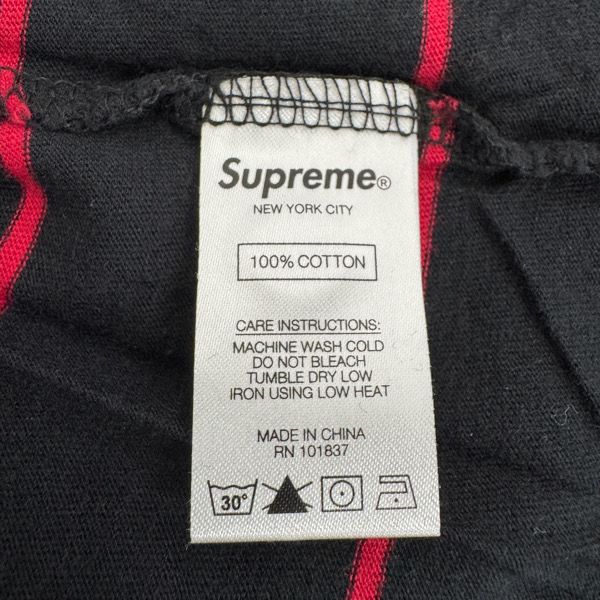 Supreme®
NEW YORK CITY
100% COTTON
CARE INSTRUCTIONS:
MACHINE WASH COLD
DO NOT BLEACH
TUMBLE DRY LOW
IRON USING LOW HEAT
MADE IN CHINA
RN 101837
30°